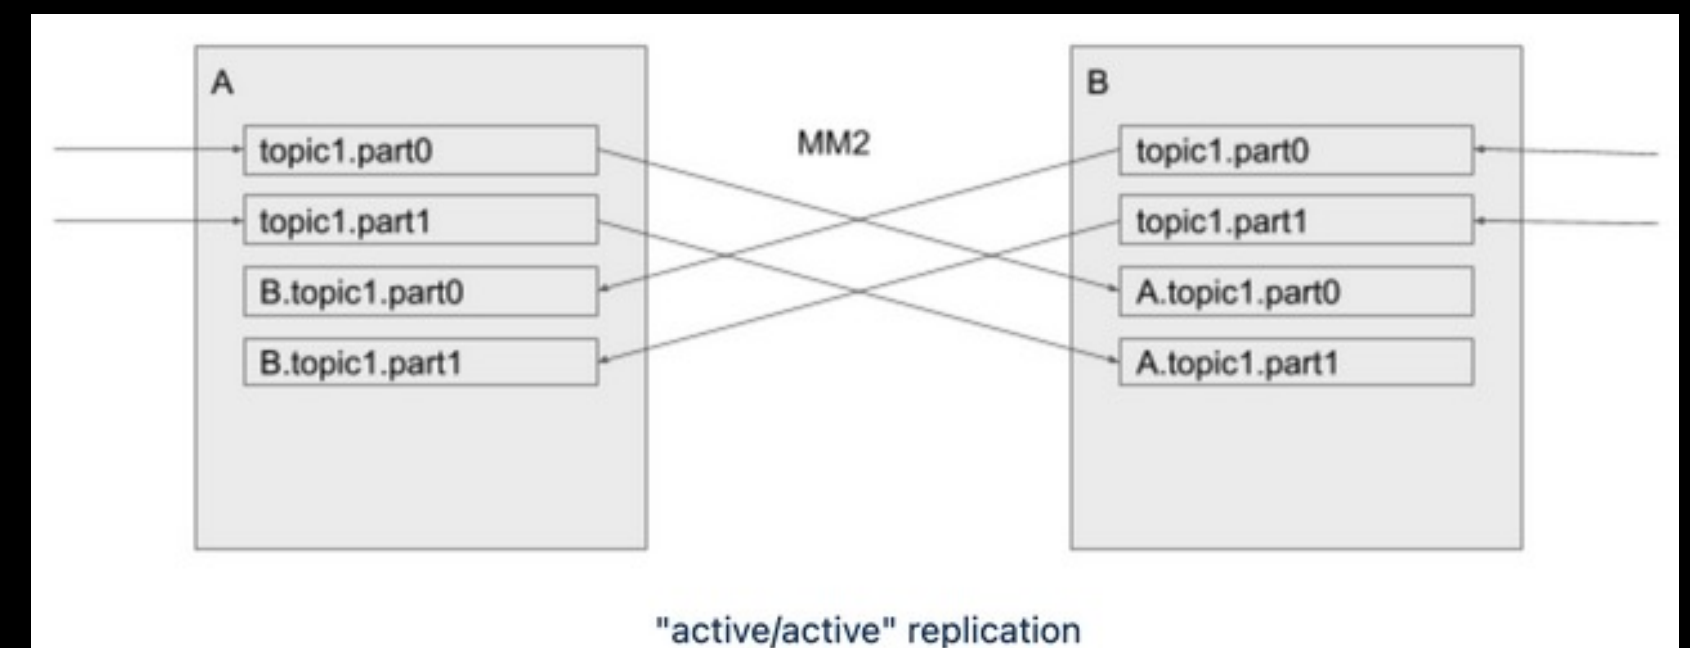 A
topic1.part0
topic1.part1
B.topic1.part0
B.topic1.part1
MM2
B
topic1.part0
topic1.part1
A.topic1.part0
A.topic1.part1
"active/active" replication